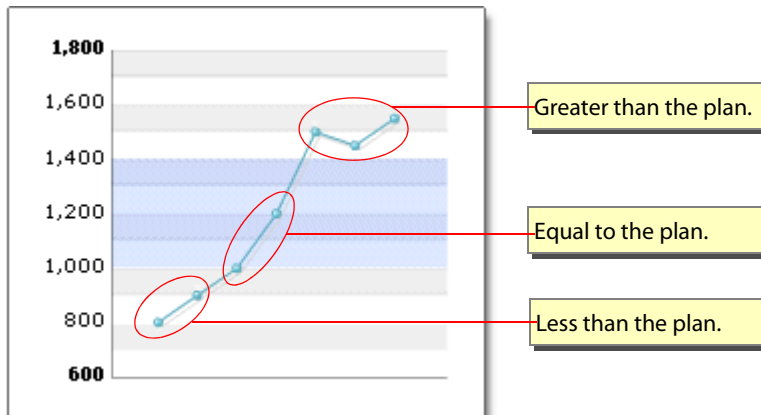 1,800
1,600
Greater than the plan.
1,400
1,200
Equal to the plan.
1,000
800
Less than the plan.
600